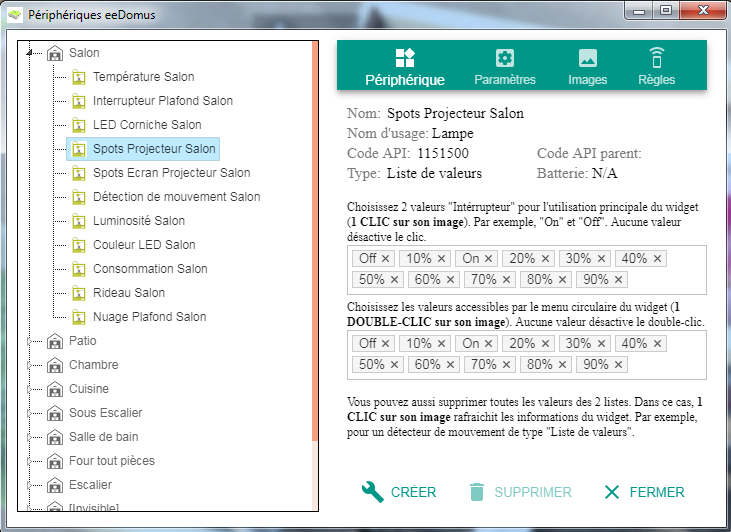 Périphériques eeDomus
Salon
Température Salon
Interrupteur Plafond Salon
LED Corniche Salon
Spots Projecteur Salon
Spots Ecran Projecteur Salon
Détection de mouvement Salon
Luminosité Salon
Couleur LED Salon
Consommation Salon
Rideau Salon
Nuage Plafond Salon
Patio
Chambre
Cuisine
Sous Escalier
Salle de bain
Four tout pièces
Escalier
[Invisible]
Périphérique Paramètres Images Règles
Nom: Spots Projecteur Salon
Nom d'usage: Lampe
Code API: 1151500 Code API parent:
Type: Liste de valeurs Batterie: N/A
Choisissez 2 valeurs "Intérrupteur" pour l'utilisation principale du widget
(1 CLIC sur son image). Par exemple, "On" et "Off". Aucune valeur
désactive le clic.
Off × 10% × On × 20% × 30% × 40% ×
50% × 60% × 70% × 80% × 90% ×
Choisissez les valeurs accessibles par le menu circulaire du widget (1
DOUBLE-CLIC sur son image). Aucune valeur désactive le double-clic.
Off × 10% × On × 20% × 30% × 40% ×
50% × 60% × 70% × 80% × 90% ×
Vous pouvez aussi supprimer toutes les valeurs des 2 listes. Dans ce cas, 1
CLIC sur son image rafraichit les informations du widget. Par exemple,
pour un détecteur de mouvement de type "Liste de valeurs".
CRÉER SUPPRIMER FERMER